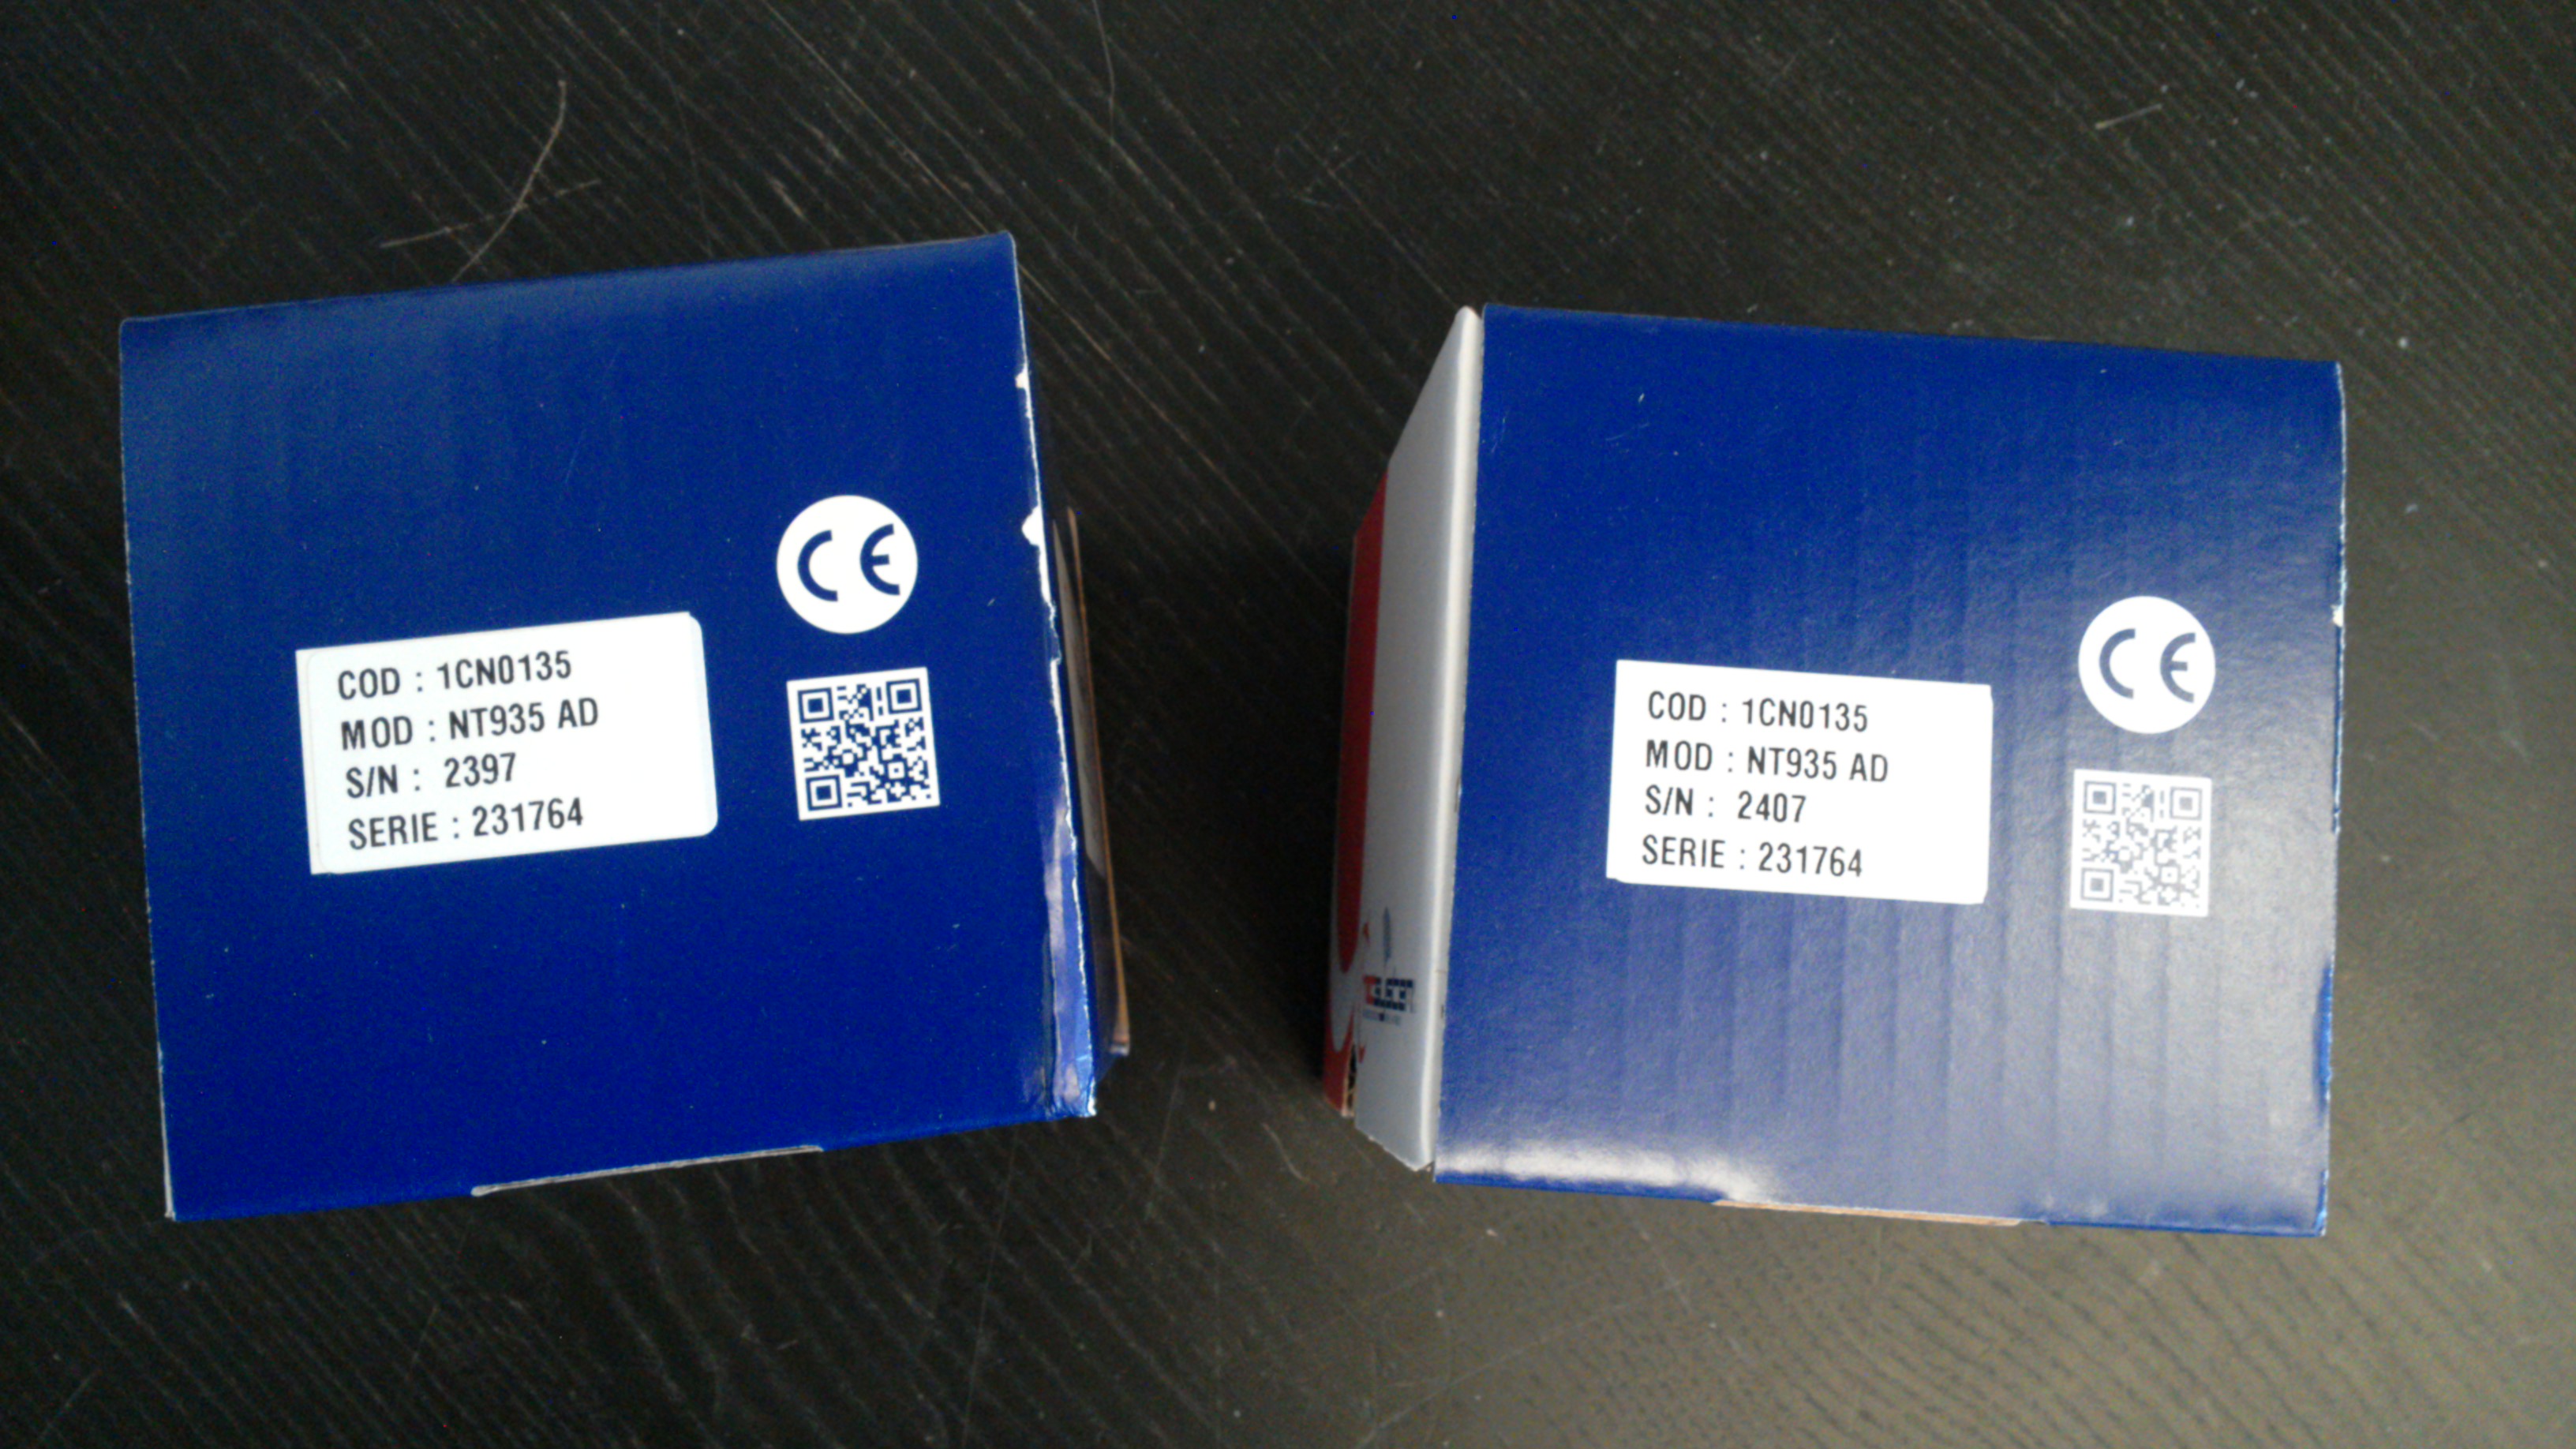 COD : 1CN0135
MOD : NT935 AD
S/N : 2397
SERIE : 231764
CE
COD : 1CN0135
MOD : NT935 AD
S/N : 2407
SERIE : 231764
CE